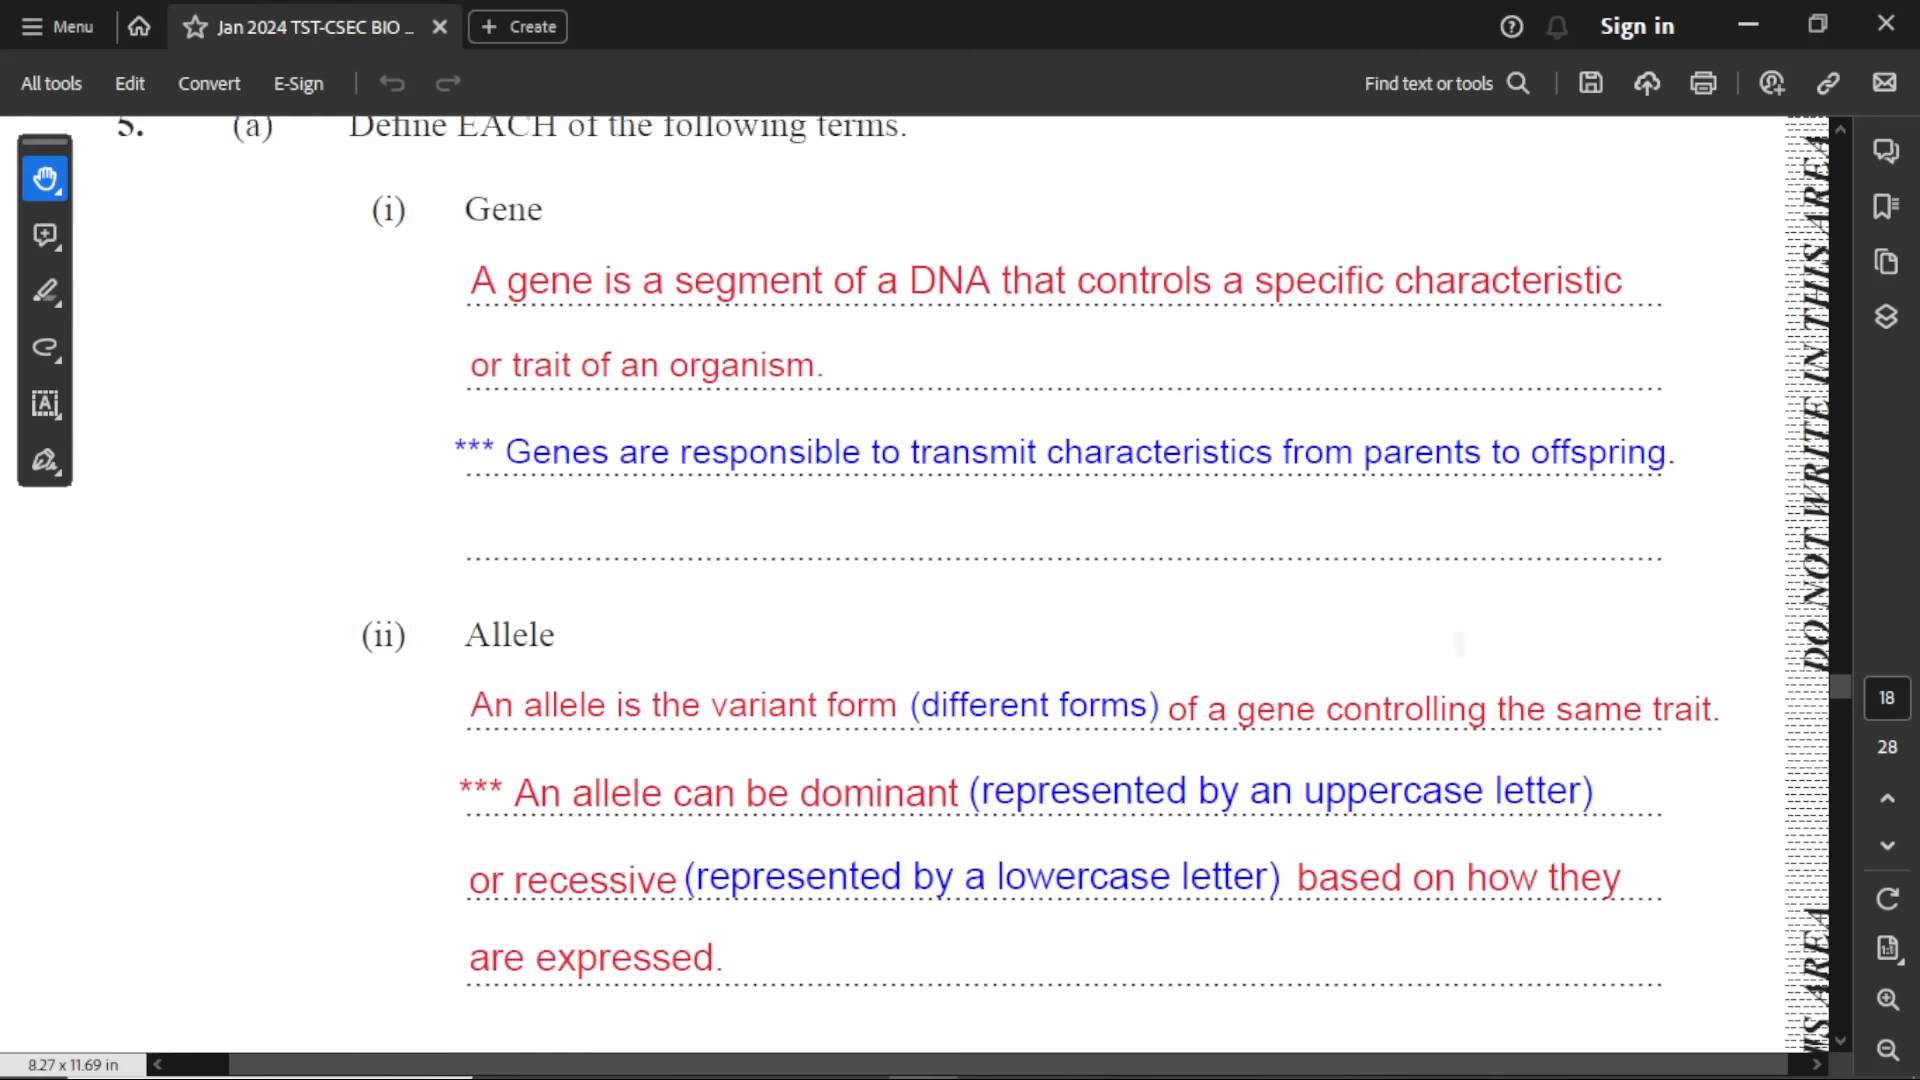 Menu Jan 2024 TST-CSEC BIO _ Create Sign in
All tools Edit Convert E-Sign Find text or tools
5. (a) Define EACH of the following terms.
(i) Gene
A gene is a segment of a DNA that controls a specific characteristic
or trait of an organism.
*** Genes are responsible to transmit characteristics from parents to offspring.
(ii) Allele
An allele is the variant form (different forms) of a gene controlling the same trait.
*** An allele can be dominant (represented by an uppercase letter)
or recessive (represented by a lowercase letter) based on how they
are expressed.
DO NOT WRITE IN THIS AREA
IS AREA
18
28
8.27 x 11.69 in